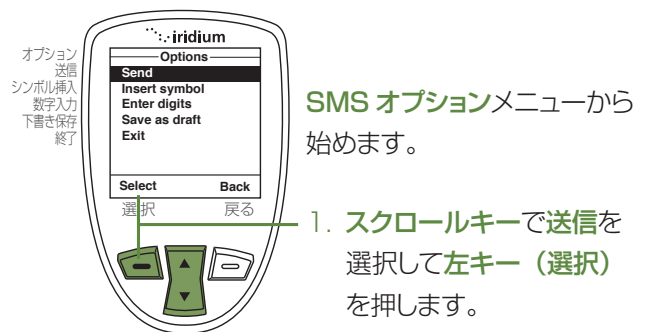 iridium
オプション
送信
シンボル挿入
数字入力
下書き保存
終了
Options
Send
Insert symbol
Enter digits
Save as draft
Exit
Select Back
選択 戻る
SMS オプションメニューから
始めます。
1. スクロールキーで送信を
選択して左キー（選択）
を押します。